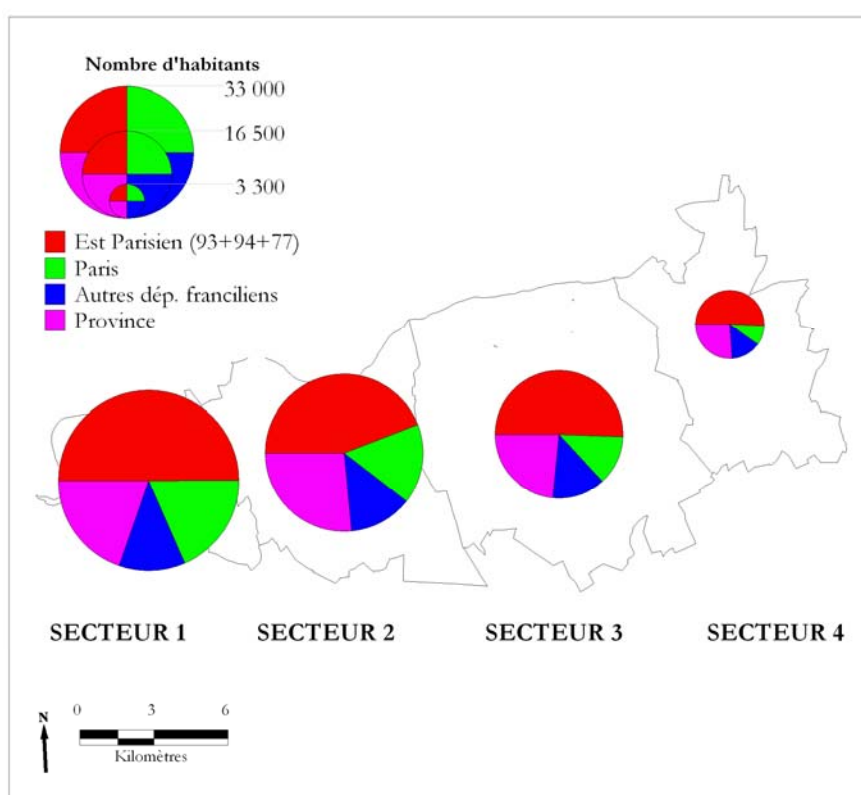 Nombre d'habitants
33 000
16 500
3 300
Est Parisien (93+94+77)
Paris
Autres dép. franciliens
Province
SECTEUR 1 SECTEUR 2 SECTEUR 3 SECTEUR 4
N 0 3 6
Kilomètres